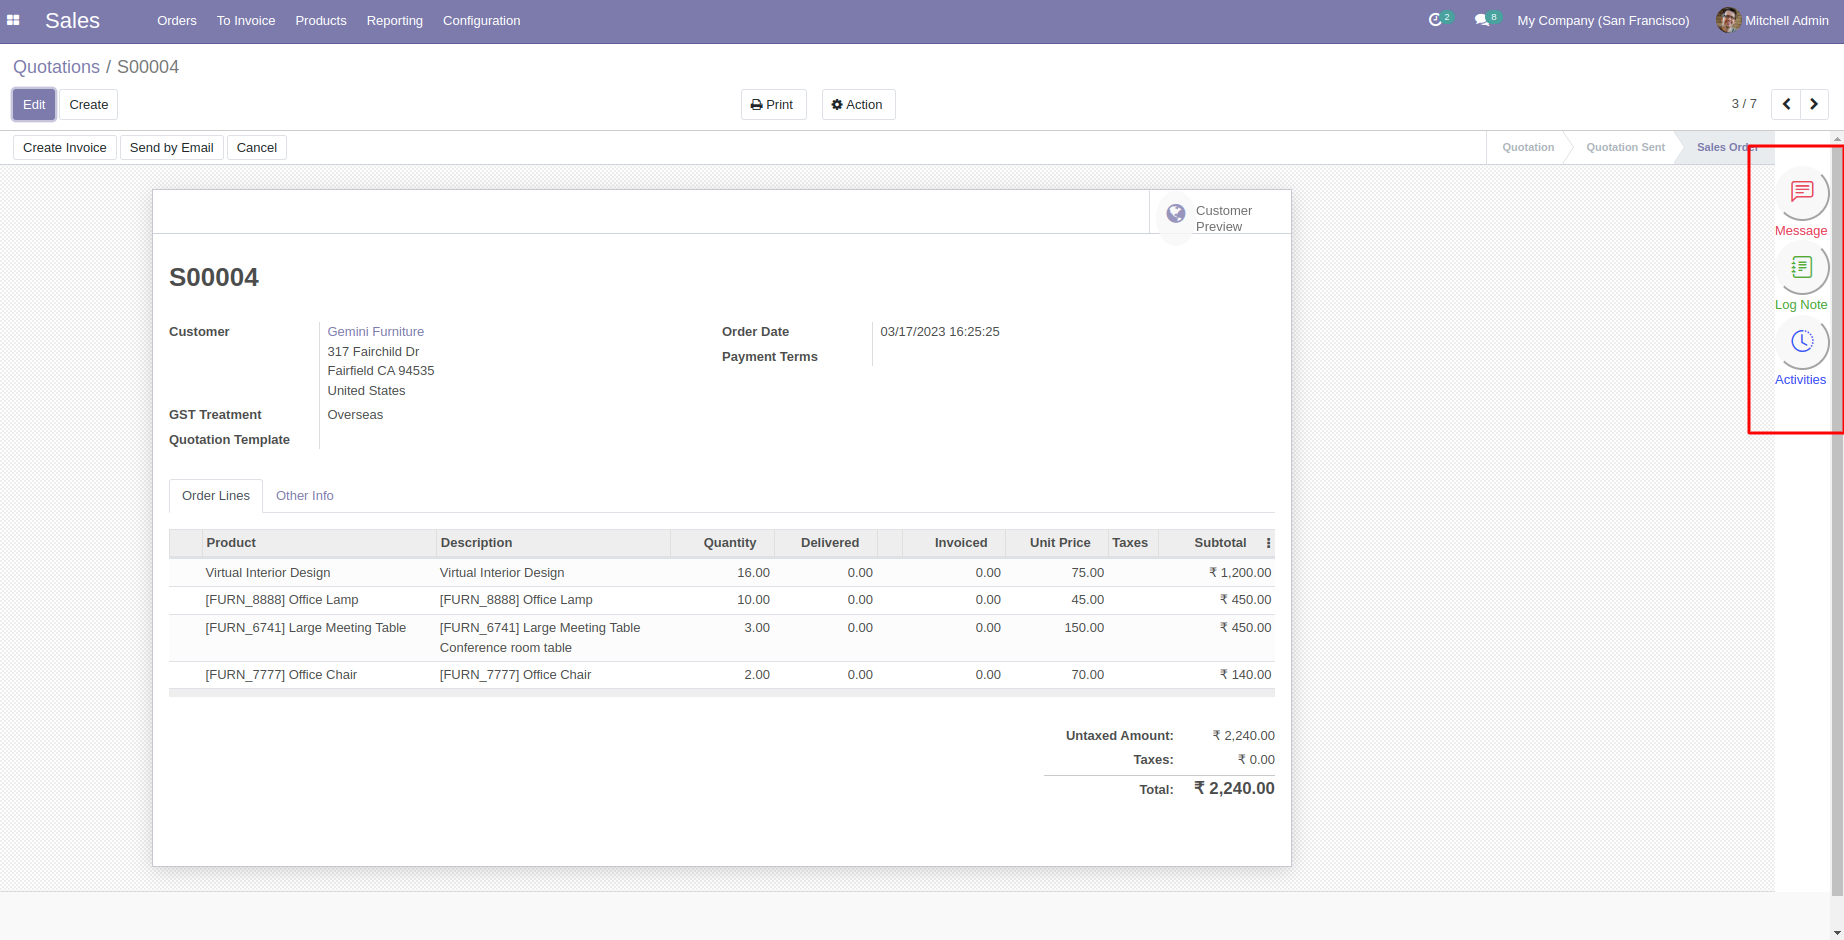 Sales Orders To Invoice Products Reporting Configuration 2 8 My Company (San Francisco) Mitchell Admin
Quotations / S00004
Edit Create Print Action 3 / 7
Create Invoice Send by Email Cancel Quotation Quotation Sent Sales Order
Message
Log Note
Activities
Customer
Preview
S00004
Customer Gemini Furniture
317 Fairchild Dr
Fairfield CA 94535
United States
GST Treatment Overseas
Quotation Template
Order Date 03/17/2023 16:25:25
Payment Terms
Order Lines Other Info
Product Description Quantity Delivered Invoiced Unit Price Taxes Subtotal
Virtual Interior Design Virtual Interior Design 16.00 0.00 0.00 75.00 ₹ 1,200.00
[FURN_8888] Office Lamp [FURN_8888] Office Lamp 10.00 0.00 0.00 45.00 ₹ 450.00
[FURN_6741] Large Meeting Table [FURN_6741] Large Meeting Table 3.00 0.00 0.00 150.00 ₹ 450.00
Conference room table
[FURN_7777] Office Chair [FURN_7777] Office Chair 2.00 0.00 0.00 70.00 ₹ 140.00
Untaxed Amount: ₹ 2,240.00
Taxes: ₹ 0.00
Total: ₹ 2,240.00